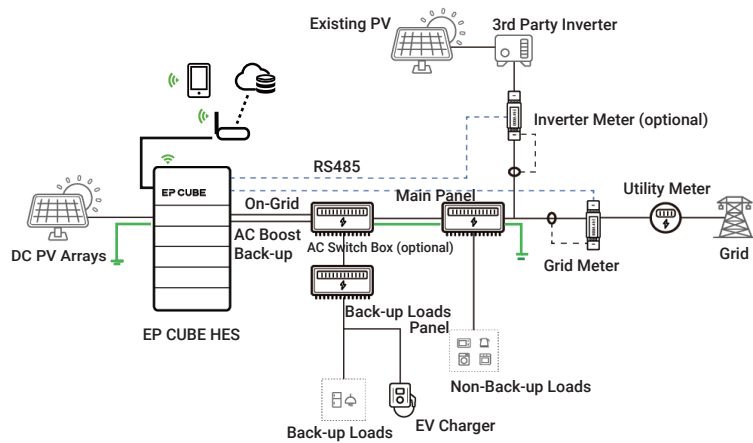 Existing PV
3rd Party Inverter
Inverter Meter (optional)
RS485
EP CUBE
On-Grid
Main Panel
Utility Meter
DC PV Arrays
AC Boost
Back-up
AC Switch Box (optional)
Grid Meter
Grid
EP CUBE HES
Back-up Loads
Panel
Non-Back-up Loads
EV Charger
Back-up Loads